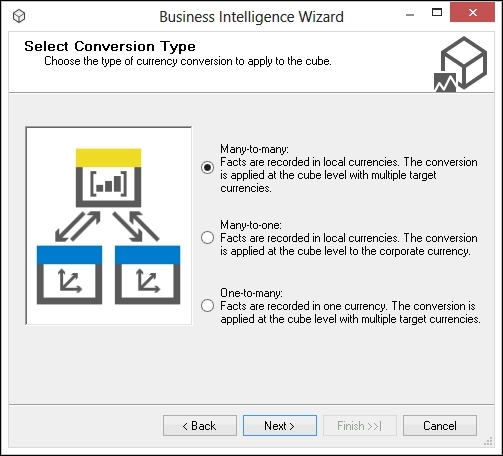 Business Intelligence Wizard
Select Conversion Type
Choose the type of currency conversion to apply to the cube.
Many-to-many:
Facts are recorded in local currencies. The conversion
is applied at the cube level with multiple target
currencies.
Many-to-one:
Facts are recorded in local currencies. The conversion
is applied at the cube level to the corporate currency.
One-to-many:
Facts are recorded in one currency. The conversion is
applied at the cube level with multiple target currencies.
< Back
Next >
Finish >>|
Cancel